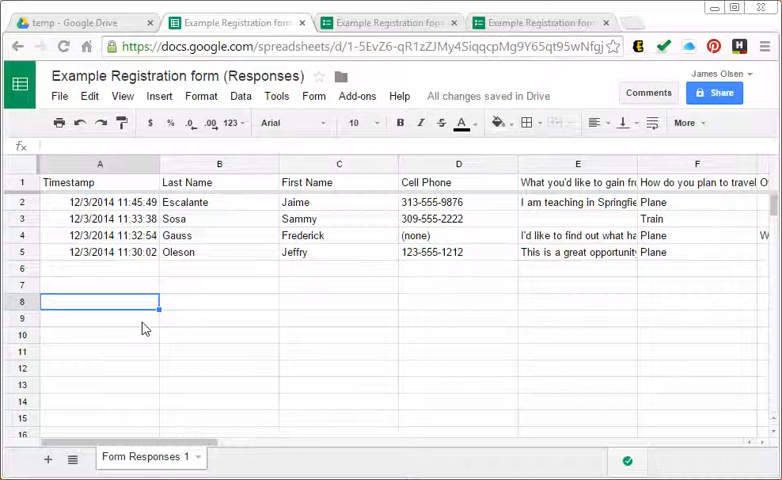 temp - Google Drive
Example Registration form
Example Registration form
Example Registration form
https://docs.google.com/spreadsheets/d/1-5EvZ6-qR1zZJMy4SiqqcpMg9Y65qt95wNfgj
Example Registration form (Responses)
James Olsen
File Edit View Insert Format Data Tools Form Add-ons Help All changes saved in Drive
Comments
Share
$ % .0 .00 123 Arial 10 B I S A More
fx
A B C D E F
1 Timestamp Last Name First Name Cell Phone What you'd like to gain fr How do you plan to travel
2 12/3/2014 11:45:49 Escalante Jaime 313-555-9876 I am teaching in Springfie Plane
3 12/3/2014 11:33:38 Sosa Sammy 309-555-2222 Train
4 12/3/2014 11:32:54 Gauss Frederick (none) I'd like to find out what ha Plane W
5 12/3/2014 11:30:02 Oleson Jeffry 123-555-1212 This is a great opportunity Plane
6
7
8
9
10
11
12
13
14
15
16
Form Responses 1